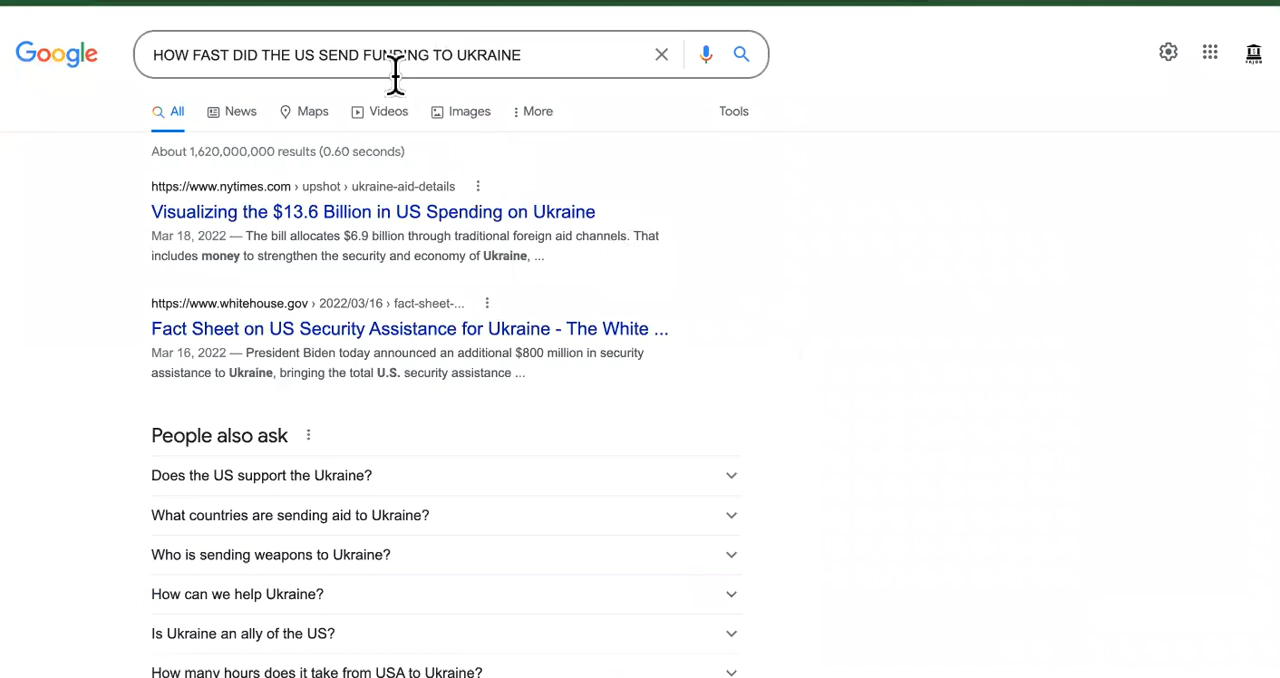 Google
HOW FAST DID THE US SEND FUNDING TO UKRAINE
All News Maps Videos Images More Tools
About 1,620,000,000 results (0.60 seconds)
https://www.nytimes.com › upshot › ukraine-aid-details
Visualizing the $13.6 Billion in US Spending on Ukraine
Mar 18, 2022 — The bill allocates $6.9 billion through traditional foreign aid channels. That
includes money to strengthen the security and economy of Ukraine, ...
https://www.whitehouse.gov › 2022/03/16 › fact-sheet-...
Fact Sheet on US Security Assistance for Ukraine - The White ...
Mar 16, 2022 — President Biden today announced an additional $800 million in security
assistance to Ukraine, bringing the total U.S. security assistance ...
People also ask
Does the US support the Ukraine?
What countries are sending aid to Ukraine?
Who is sending weapons to Ukraine?
How can we help Ukraine?
Is Ukraine an ally of the US?
How many hours does it take from USA to Ukraine?